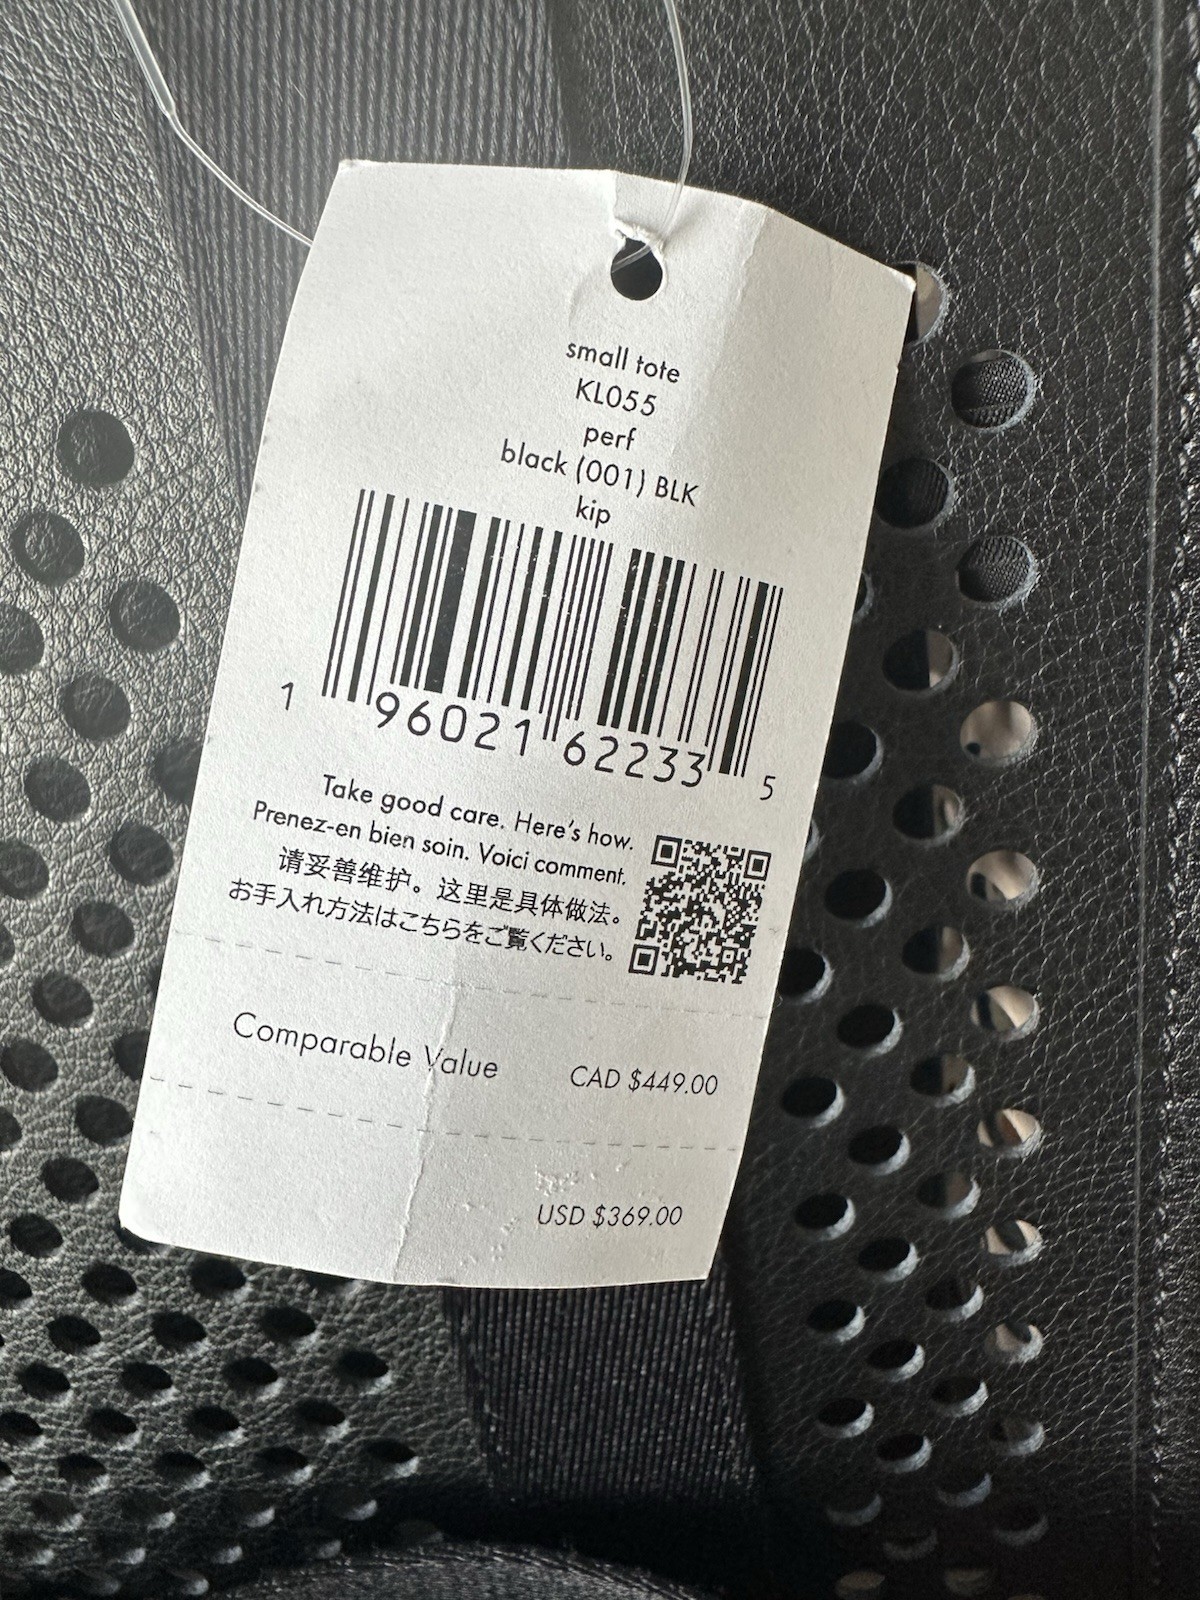 small tote
KL055
perf
black (001) BLK
kip
1 96021 62233 5
Take good care. Here's how.
Prenez-en bien soin. Voici comment.
请妥善维护。这里是具体做法。
お手入れ方法はこちらをご覧ください。
Comparable Value CAD $449.00
USD $369.00